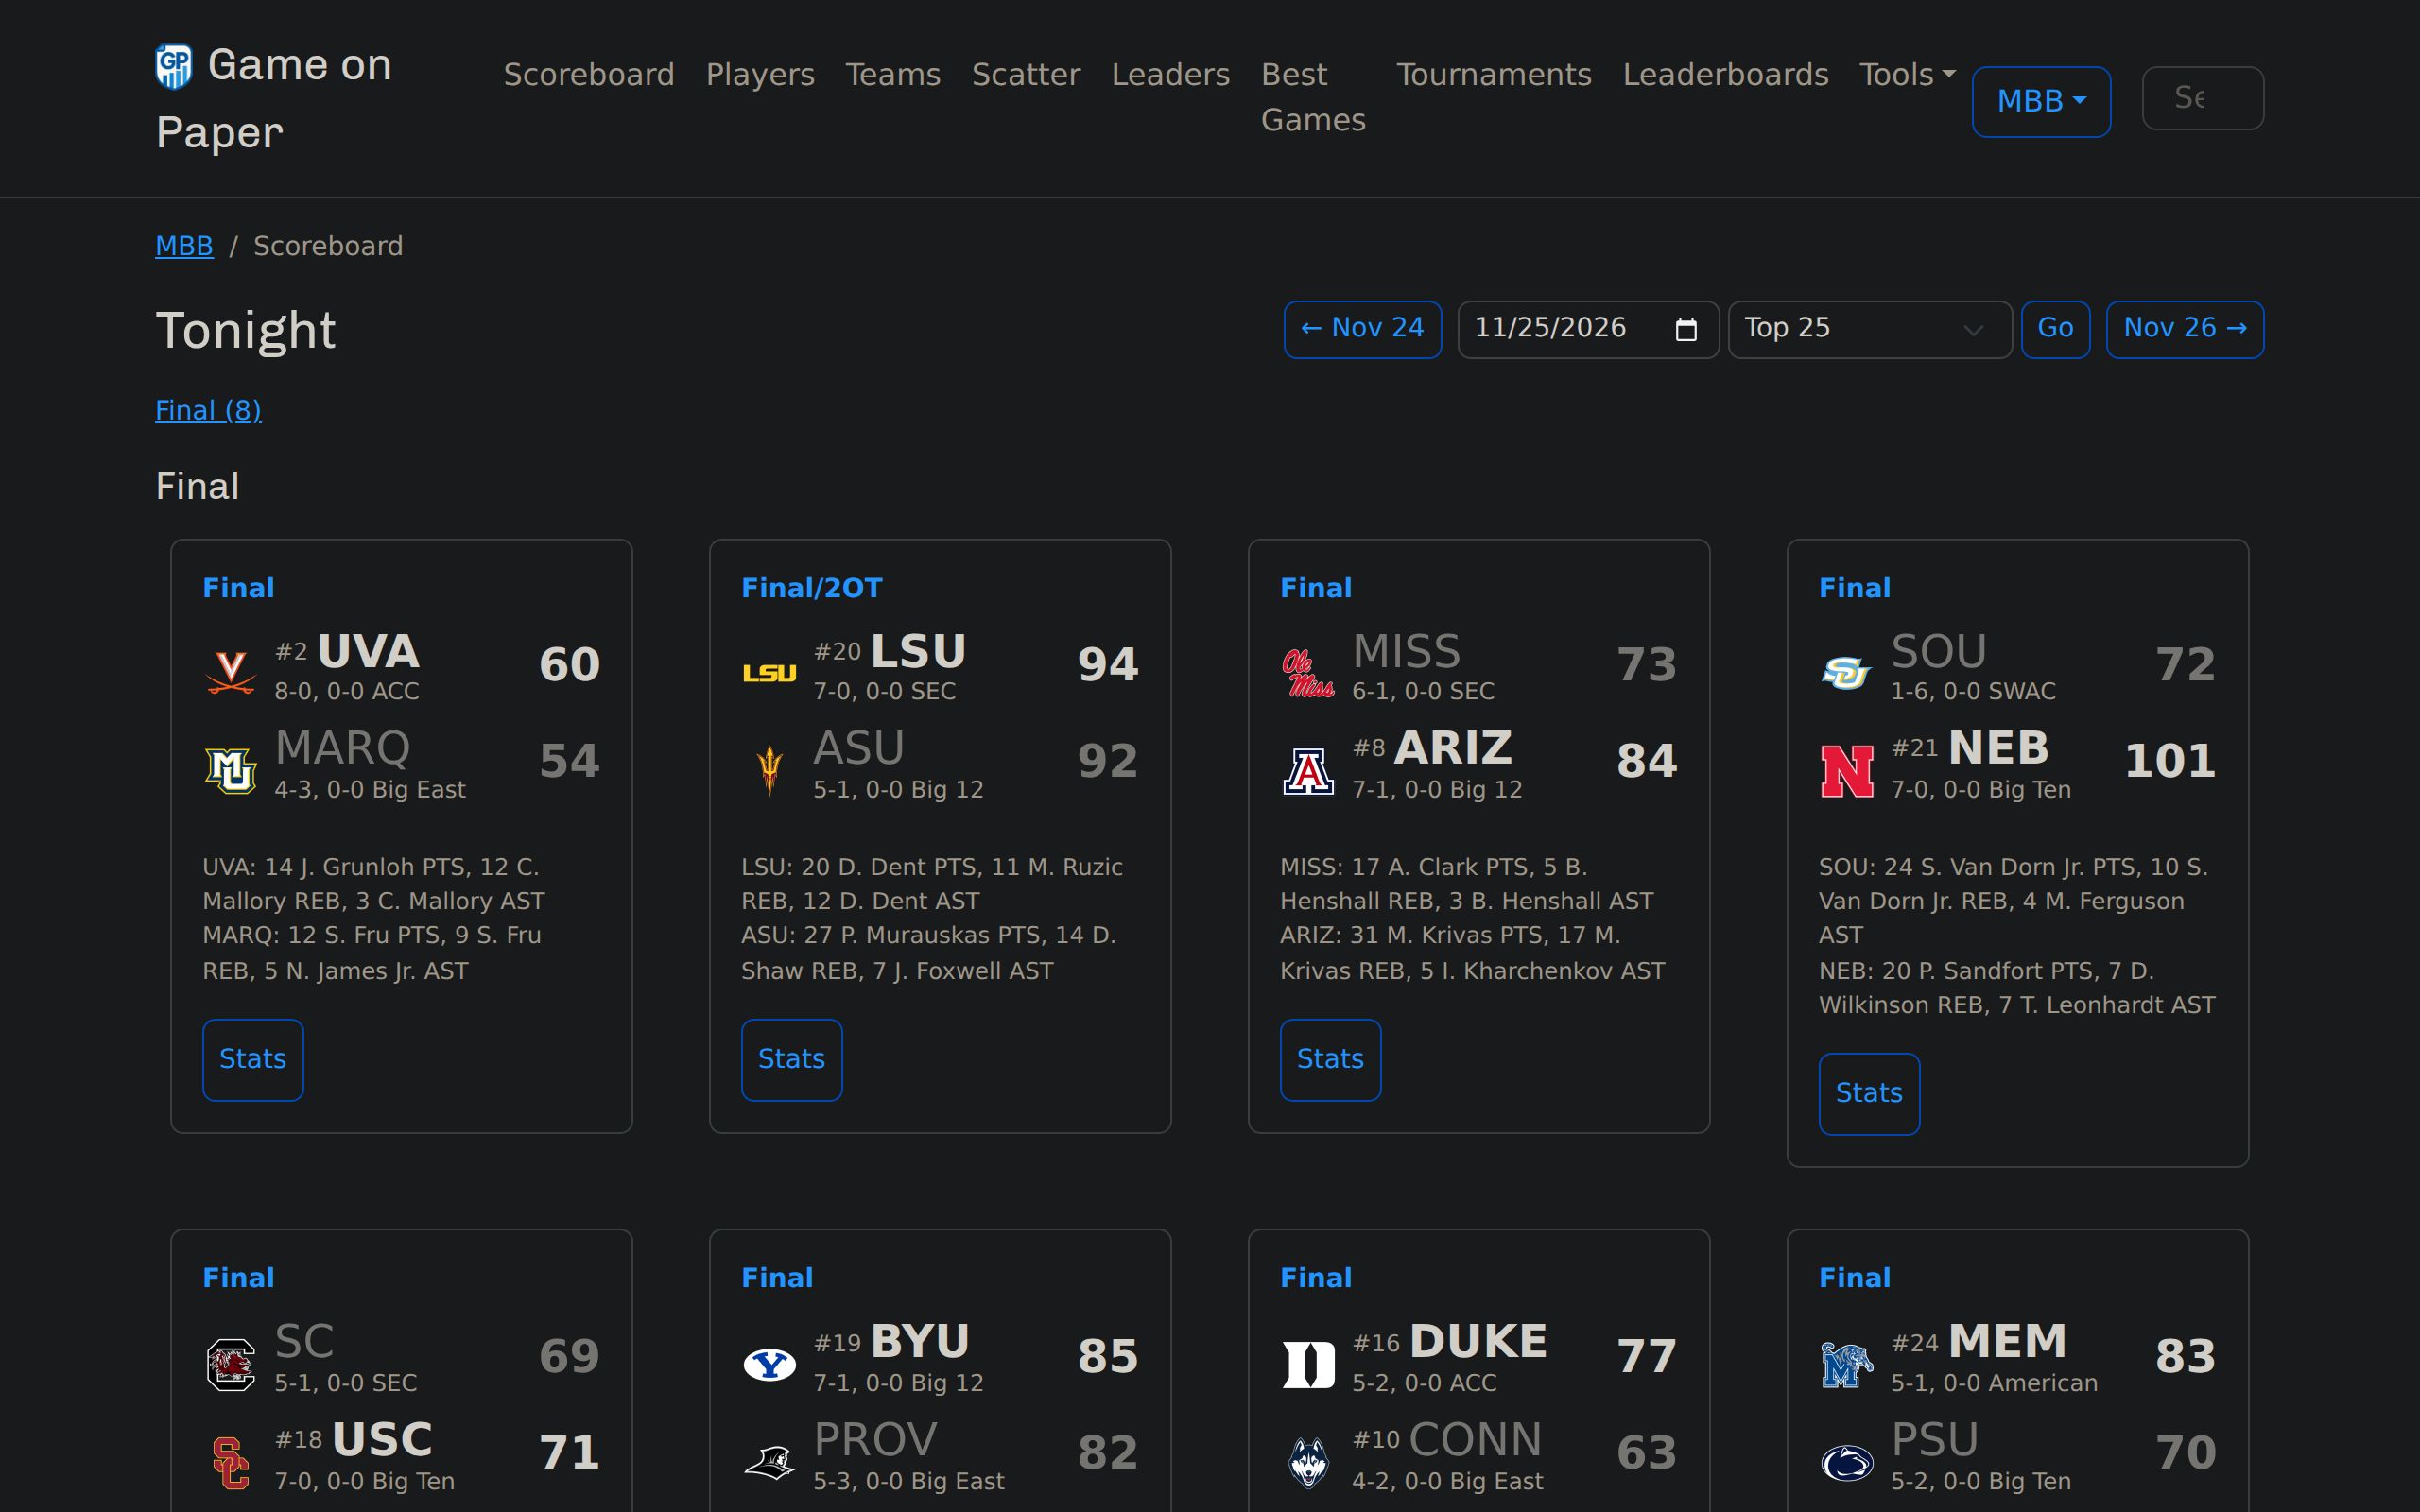 Game on
Paper
Scoreboard
Players
Teams
Scatter
Leaders
Best
Games
Tournaments
Leaderboards
Tools
MBB
MBB / Scoreboard
Tonight
← Nov 24
11/25/2026
Top 25
Go
Nov 26 →
Final (8)
Final
Final
#2 UVA 60
8-0, 0-0 ACC
MARQ 54
4-3, 0-0 Big East
UVA: 14 J. Grunloh PTS, 12 C.
Mallory REB, 3 C. Mallory AST
MARQ: 12 S. Fru PTS, 9 S. Fru
REB, 5 N. James Jr. AST
Stats
Final/2OT
#20 LSU 94
7-0, 0-0 SEC
ASU 92
5-1, 0-0 Big 12
LSU: 20 D. Dent PTS, 11 M. Ruzic
REB, 12 D. Dent AST
ASU: 27 P. Murauskas PTS, 14 D.
Shaw REB, 7 J. Foxwell AST
Stats
Final
MISS 73
6-1, 0-0 SEC
#8 ARIZ 84
7-1, 0-0 Big 12
MISS: 17 A. Clark PTS, 5 B.
Henshall REB, 3 B. Henshall AST
ARIZ: 31 M. Krivas PTS, 17 M.
Krivas REB, 5 I. Kharchenkov AST
Stats
Final
SOU 72
1-6, 0-0 SWAC
#21 NEB 101
7-0, 0-0 Big Ten
SOU: 24 S. Van Dorn Jr. PTS, 10 S.
Van Dorn Jr. REB, 4 M. Ferguson
AST
NEB: 20 P. Sandfort PTS, 7 D.
Wilkinson REB, 7 T. Leonhardt AST
Stats
Final
SC 69
5-1, 0-0 SEC
#18 USC 71
7-0, 0-0 Big Ten
Final
#19 BYU 85
7-1, 0-0 Big 12
PROV 82
5-3, 0-0 Big East
Final
#16 DUKE 77
5-2, 0-0 ACC
#10 CONN 63
4-2, 0-0 Big East
Final
#24 MEM 83
5-1, 0-0 American
PSU 70
5-2, 0-0 Big Ten